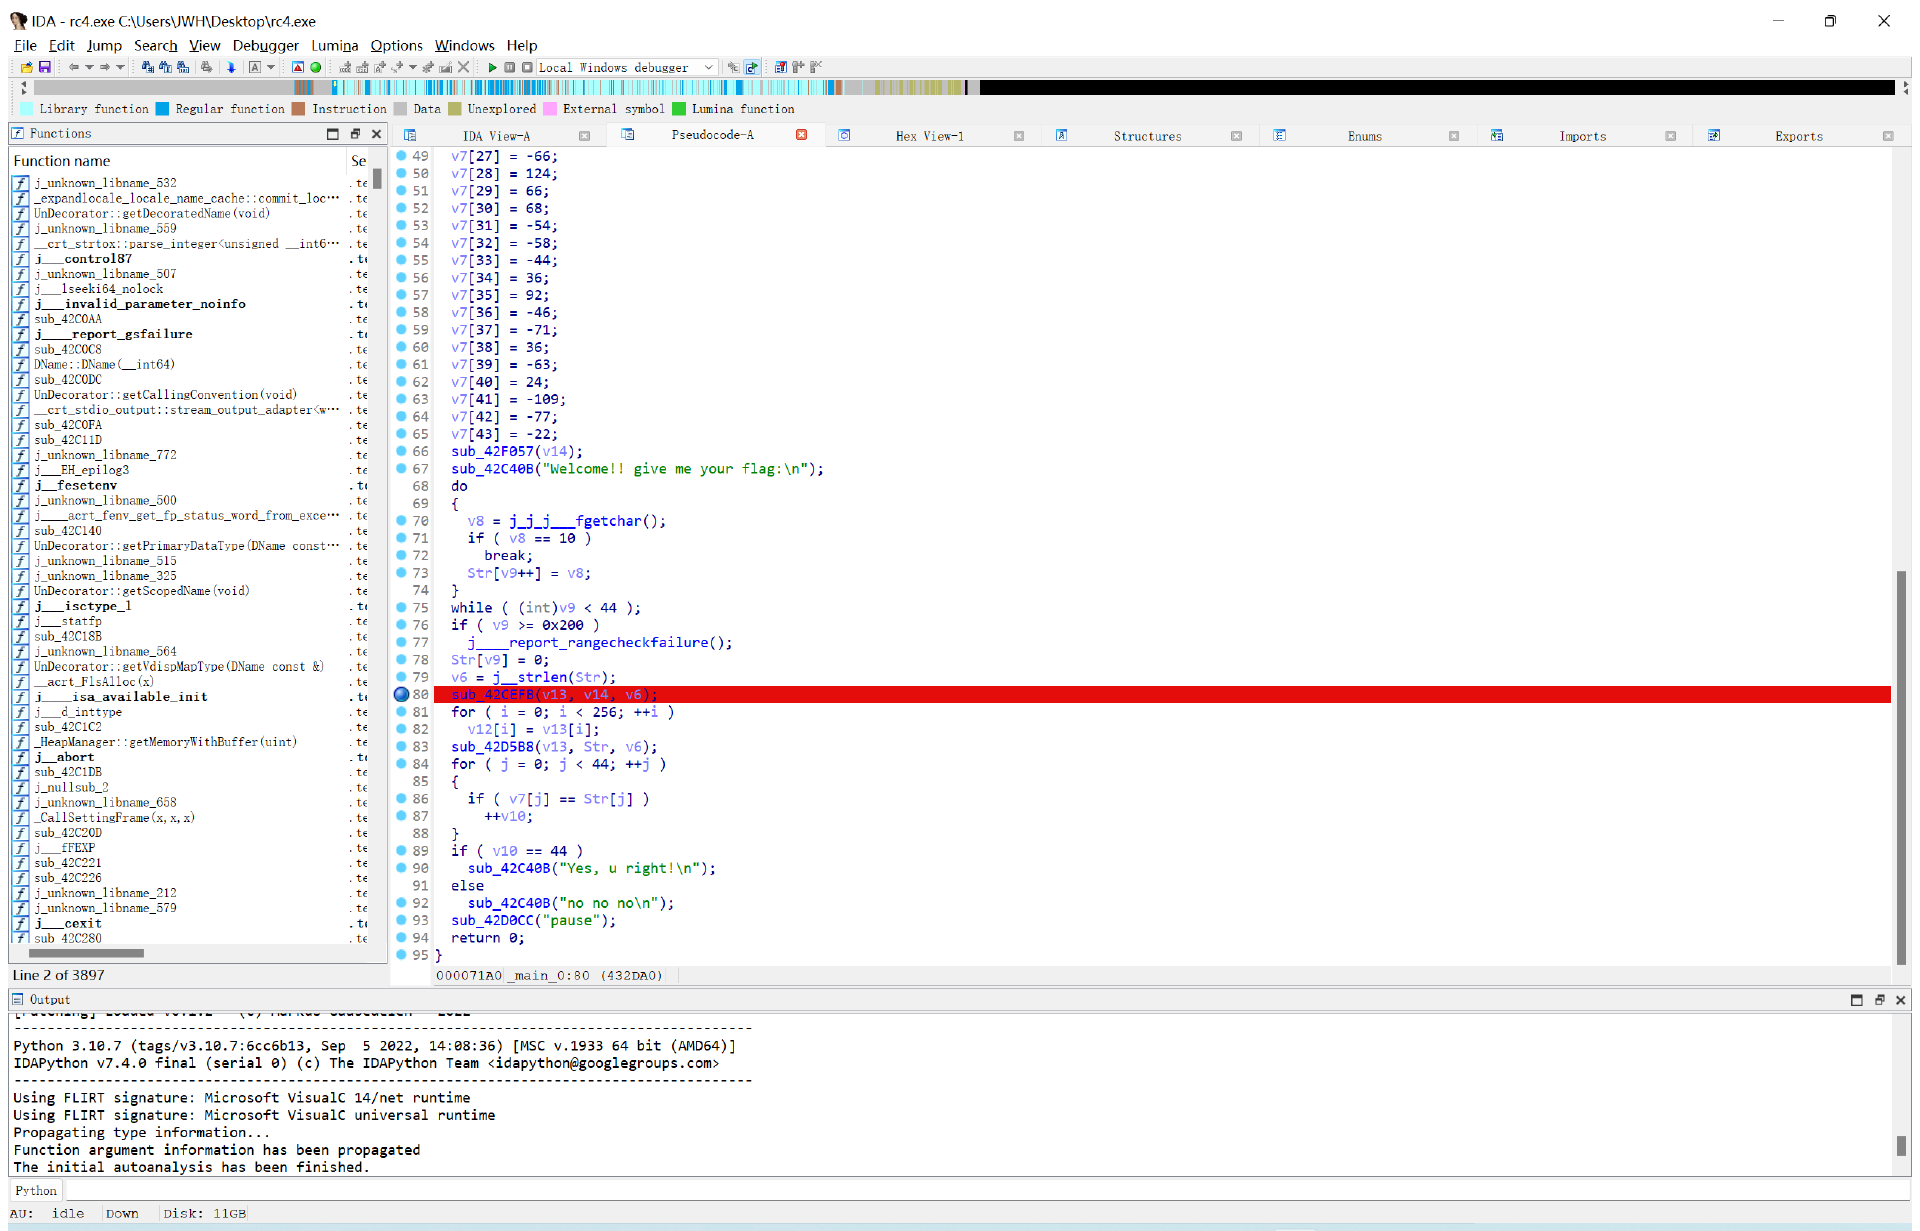 IDA - rc4.exe C:\Users\JWH\Desktop\rc4.exe
File Edit Jump Search View Debugger Lumina Options Windows Help
Local Windows debugger
Library function Regular function Instruction Data Unexplored External symbol Lumina function
Functions
IDA View-A Pseudocode-A Hex View-1 Structures Enums Imports Exports
Function name Se
j_unknown_libname_532 .te
_expandlocale_locale_name_cache::commit_loc… .te
UnDecorator::getDecoratedName(void) .te
j_unknown_libname_559 .te
__crt_strtox::parse_integer<unsigned __int6… .te
j___control87 .te
j_unknown_libname_507 .te
j___lseeki64_nolock .te
j___invalid_parameter_noinfo .te
sub_42C0AA .te
j____report_gsfailure .te
sub_42C0C8 .te
DName::DName(__int64) .te
sub_42C0DC .te
UnDecorator::getCallingConvention(void) .te
__crt_stdio_output::stream_output_adapter<w… .te
sub_42C0FA .te
sub_42C11D .te
j_unknown_libname_772 .te
j___EH_epilog3 .te
j__fesetenv .te
j_unknown_libname_500 .te
j____acrt_fenv_get_fp_status_word_from_exce… .te
sub_42C140 .te
UnDecorator::getPrimaryDataType(DName const… .te
j_unknown_libname_515 .te
j_unknown_libname_325 .te
UnDecorator::getScopedName(void) .te
j___isctype_l .te
j___statfp .te
sub_42C18B .te
j_unknown_libname_564 .te
UnDecorator::getVdispMapType(DName const &) .te
__acrt_FlsAlloc(x) .te
j____isa_available_init .te
j___d_inttype .te
sub_42C1C2 .te
_HeapManager::getMemoryWithBuffer(uint) .te
j__abort .te
sub_42C1DB .te
j_nullsub_2 .te
j_unknown_libname_658 .te
_CallSettingFrame(x,x,x) .te
sub_42C20D .te
j___fFEXP .te
sub_42C221 .te
sub_42C226 .te
j_unknown_libname_212 .te
j_unknown_libname_579 .te
j___cexit .te
sub_42C280 .te
Line 2 of 3897
49 v7[27] = -66;
50 v7[28] = 124;
51 v7[29] = 66;
52 v7[30] = 68;
53 v7[31] = -54;
54 v7[32] = -58;
55 v7[33] = -44;
56 v7[34] = 36;
57 v7[35] = 92;
58 v7[36] = -46;
59 v7[37] = -71;
60 v7[38] = 36;
61 v7[39] = -63;
62 v7[40] = 24;
63 v7[41] = -109;
64 v7[42] = -77;
65 v7[43] = -22;
66 sub_42F057(v14);
67 sub_42C40B("Welcome!! give me your flag:\n");
68 do
69 {
70 v8 = j_j_j___fgetchar();
71 if ( v8 == 10 )
72 break;
73 Str[v9++] = v8;
74 }
75 while ( (int)v9 < 44 );
76 if ( v9 >= 0x200 )
77 j____report_rangecheckfailure();
78 Str[v9] = 0;
79 v6 = j__strlen(Str);
80 sub_42CEFB(v13, v14, v6);
81 for ( i = 0; i < 256; ++i )
82 v12[i] = v13[i];
83 sub_42D5B8(v13, Str, v6);
84 for ( j = 0; j < 44; ++j )
85 {
86 if ( v7[j] == Str[j] )
87 ++v10;
88 }
89 if ( v10 == 44 )
90 sub_42C40B("Yes, u right!\n");
91 else
92 sub_42C40B("no no no\n");
93 sub_42D0CC("pause");
94 return 0;
95 }
000071A0 _main_0:80 (432DA0)
Output
----------------------------------------------------------------------------------------
Python 3.10.7 (tags/v3.10.7:6cc6b13, Sep  5 2022, 14:08:36) [MSC v.1933 64 bit (AMD64)]
IDAPython v7.4.0 final (serial 0) (c) The IDAPython Team <idapython@googlegroups.com>
----------------------------------------------------------------------------------------
Using FLIRT signature: Microsoft VisualC 14/net runtime
Using FLIRT signature: Microsoft VisualC universal runtime
Propagating type information...
Function argument information has been propagated
The initial autoanalysis has been finished.
Python
AU: idle Down Disk: 11GB